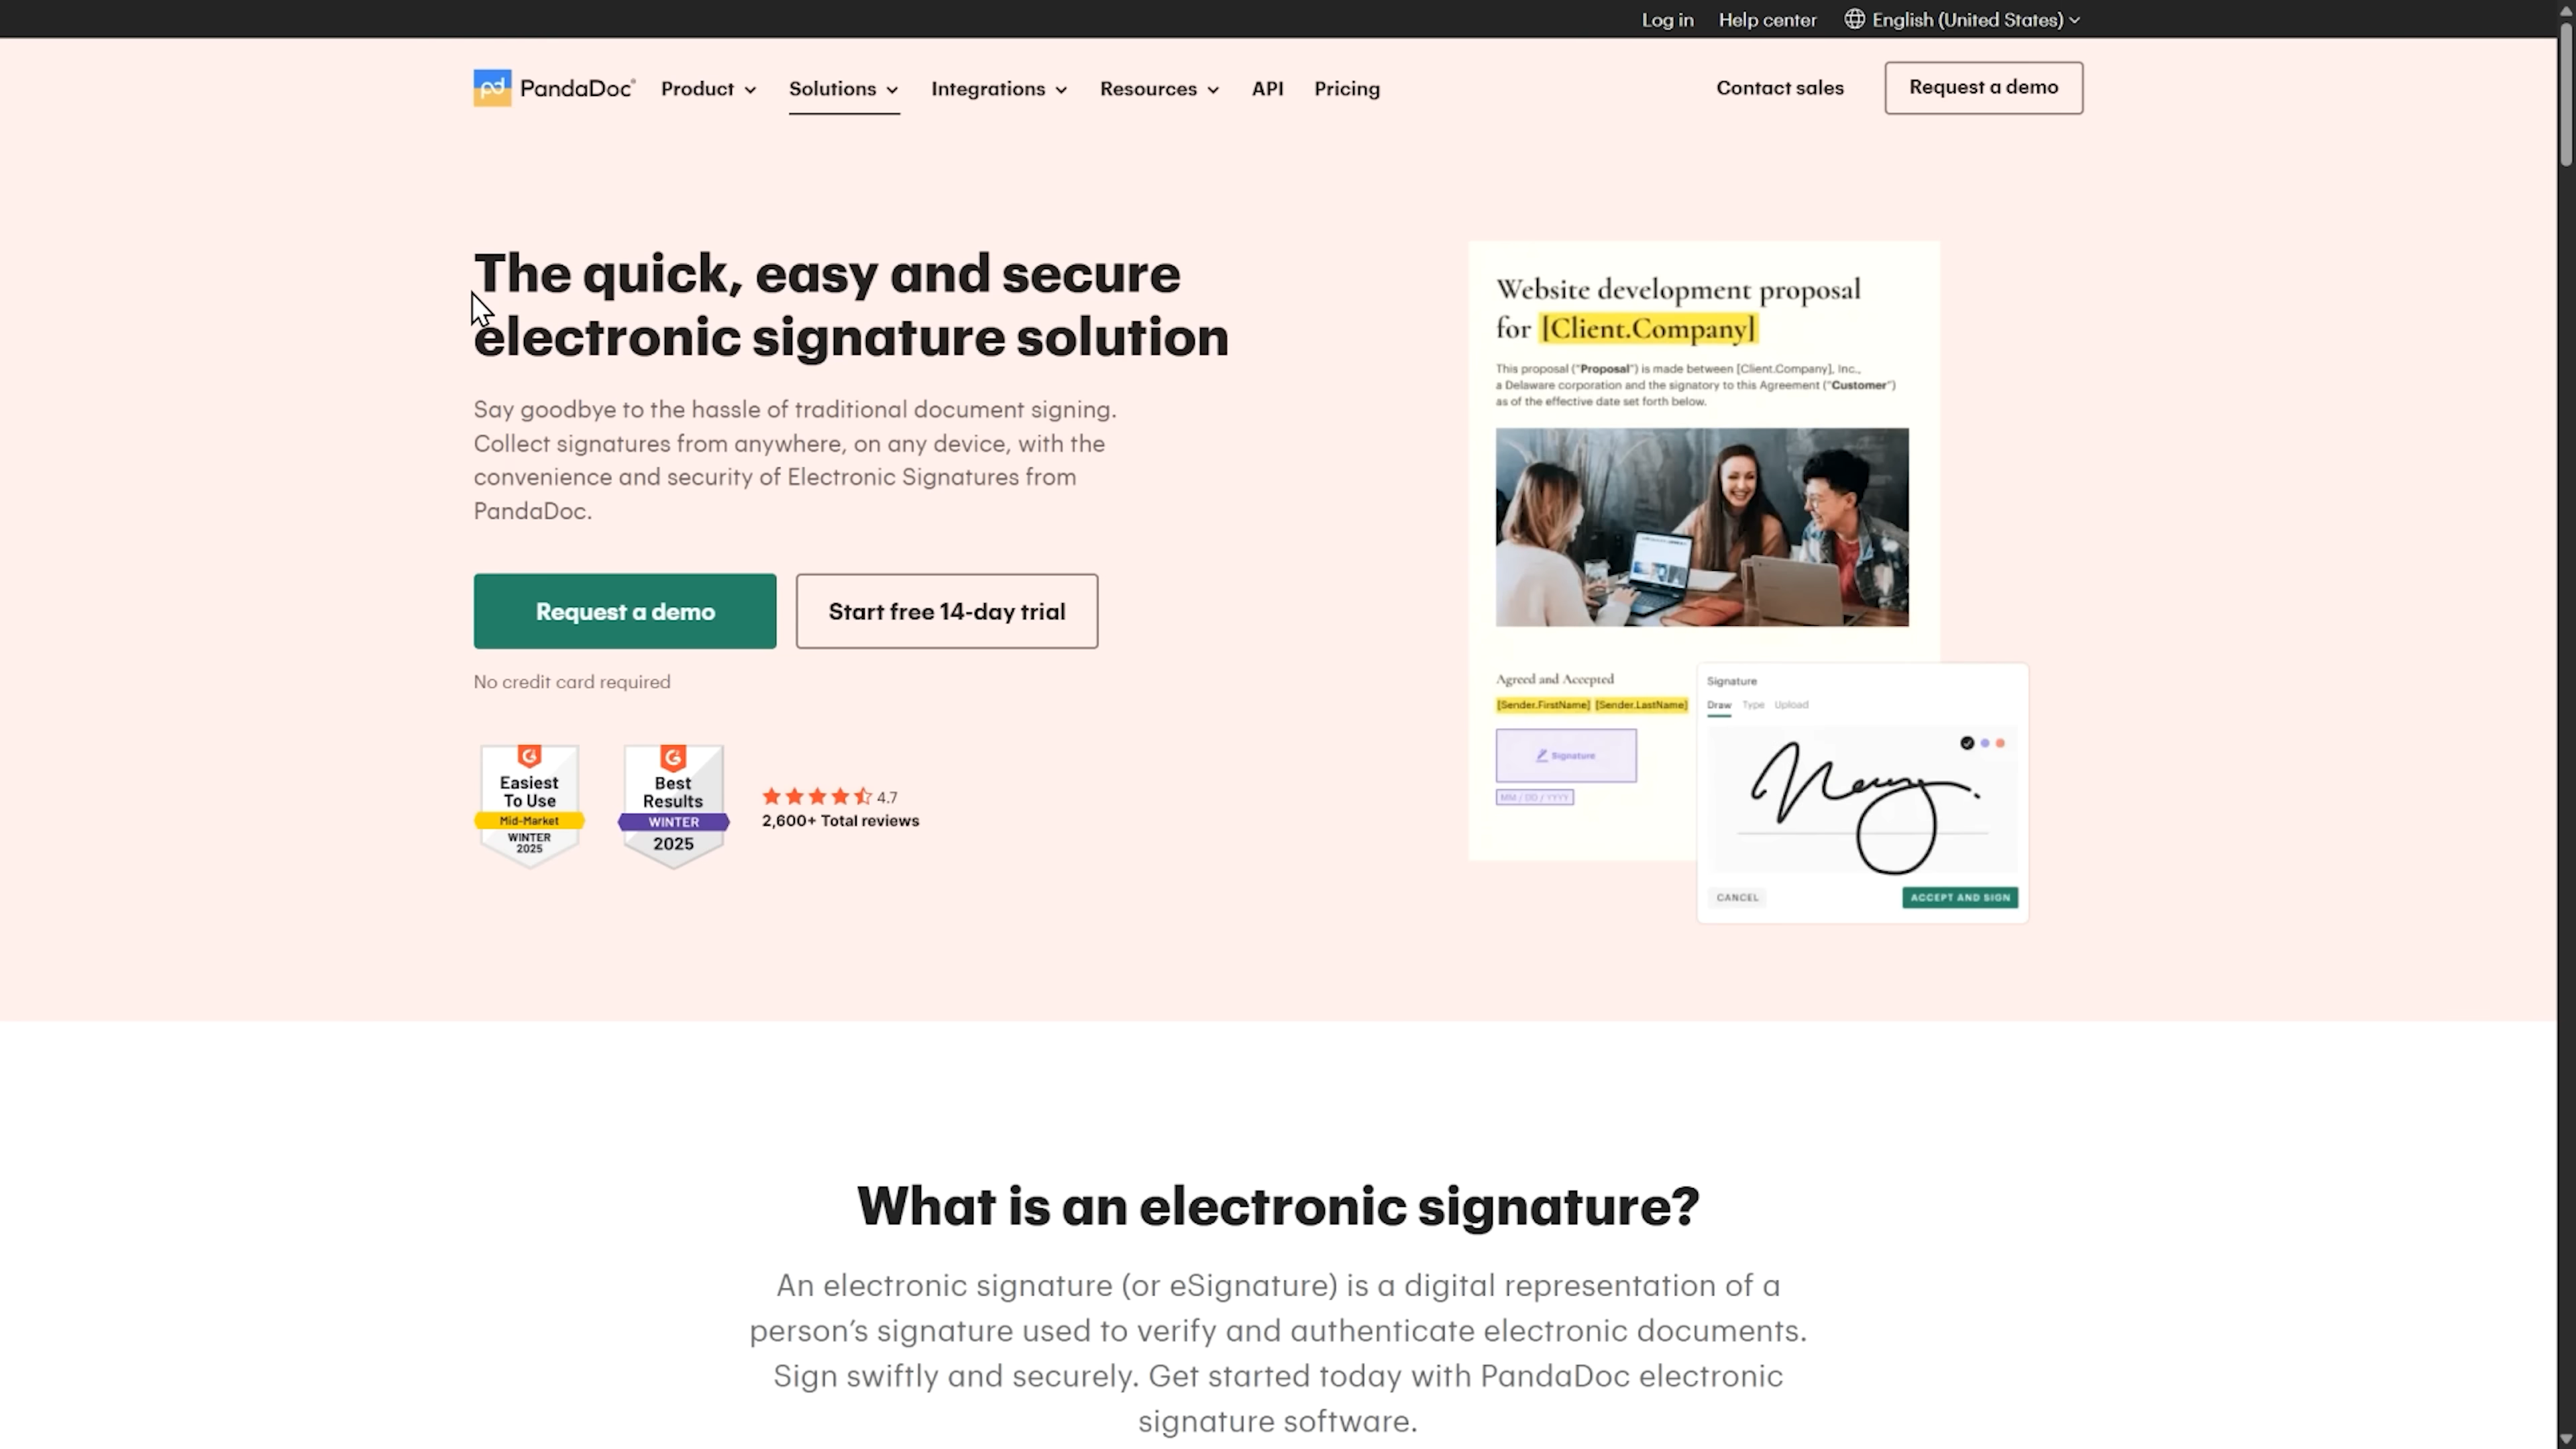 Log in Help center English (United States)
PandaDoc Product Solutions Integrations Resources API Pricing Contact sales Request a demo
The quick, easy and secure
electronic signature solution
Say goodbye to the hassle of traditional document signing.
Collect signatures from anywhere, on any device, with the
convenience and security of Electronic Signatures from
PandaDoc.
Request a demo Start free 14-day trial
No credit card required
Easiest
To Use
Mid-Market
WINTER
2025
Best
Results
WINTER
2025
4.7
2,600+ Total reviews
Website development proposal
for [Client.Company]
This proposal ("Proposal") is made between [Client.Company], Inc.,
a Delaware corporation and the signatory to this Agreement ("Customer")
as of the effective date set forth below.
Agreed and Accepted
[Sender.FirstName] [Sender.LastName]
Signature
MM / DD / YYYY
Signature
Draw Type Upload
CANCEL ACCEPT AND SIGN
What is an electronic signature?
An electronic signature (or eSignature) is a digital representation of a
person's signature used to verify and authenticate electronic documents.
Sign swiftly and securely. Get started today with PandaDoc electronic
signature software.